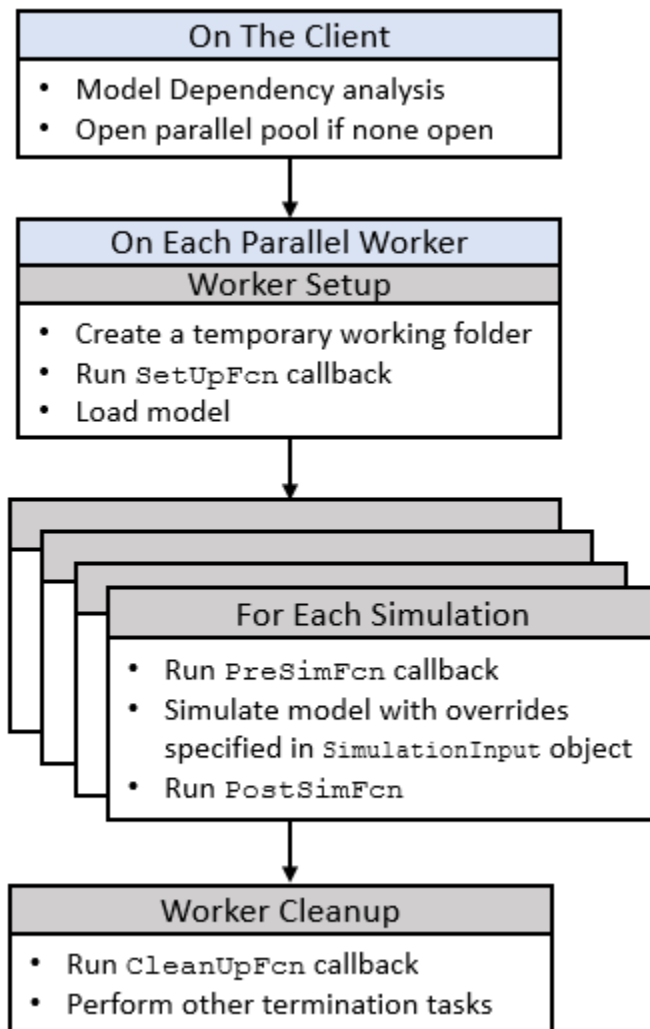 On The Client
• Model Dependency analysis
• Open parallel pool if none open
On Each Parallel Worker
Worker Setup
• Create a temporary working folder
• Run SetUpFcn callback
• Load model
For Each Simulation
• Run PreSimFcn callback
• Simulate model with overrides
specified in SimulationInput object
• Run PostSimFcn
Worker Cleanup
• Run CleanUpFcn callback
• Perform other termination tasks